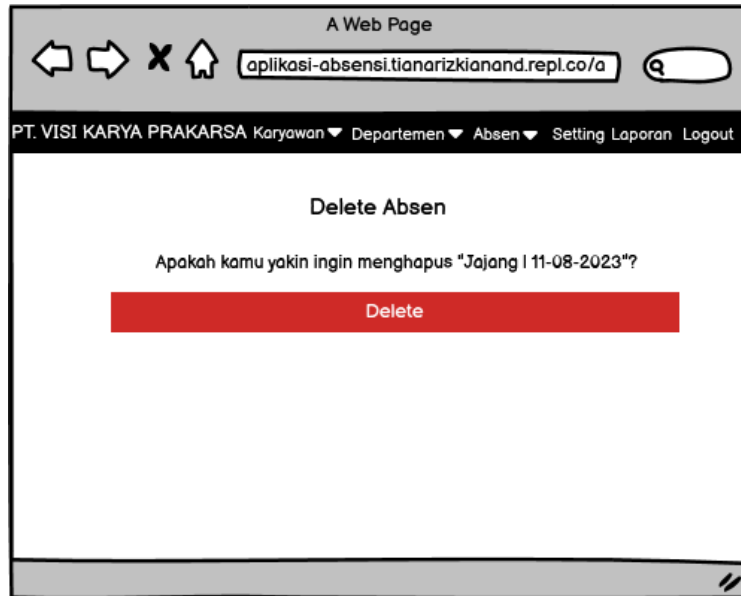 A Web Page
aplikasi-absensi.tianarizkianand.repl.co/a
PT. VISI KARYA PRAKARSA Karyawan Departemen Absen Setting Laporan Logout
Delete Absen
Apakah kamu yakin ingin menghapus "Jajang | 11-08-2023"?
Delete